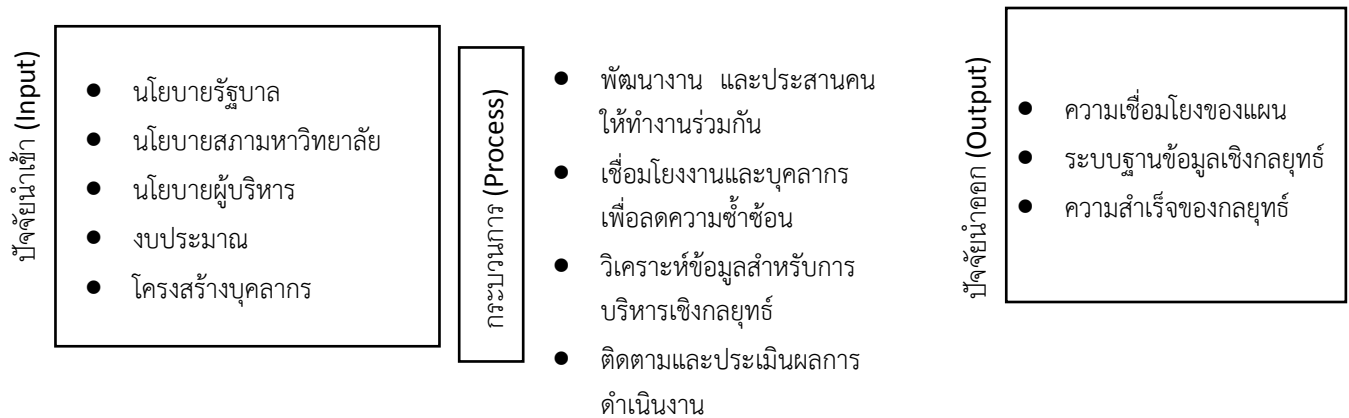 ปัจจัยนำเข้า (Input)
● นโยบายรัฐบาล
● นโยบายสภามหาวิทยาลัย
● นโยบายผู้บริหาร
● งบประมาณ
● โครงสร้างบุคลากร
กระบวนการ (Process)
● พัฒนางาน และประสานคน
ให้ทำงานร่วมกัน
● เชื่อมโยงงานและบุคลากร
เพื่อลดความซ้ำซ้อน
● วิเคราะห์ข้อมูลสำหรับการ
บริหารเชิงกลยุทธ์
● ติดตามและประเมินผลการ
ดำเนินงาน
ปัจจัยนำออก (Output)
● ความเชื่อมโยงของแผน
● ระบบฐานข้อมูลเชิงกลยุทธ์
● ความสำเร็จของกลยุทธ์